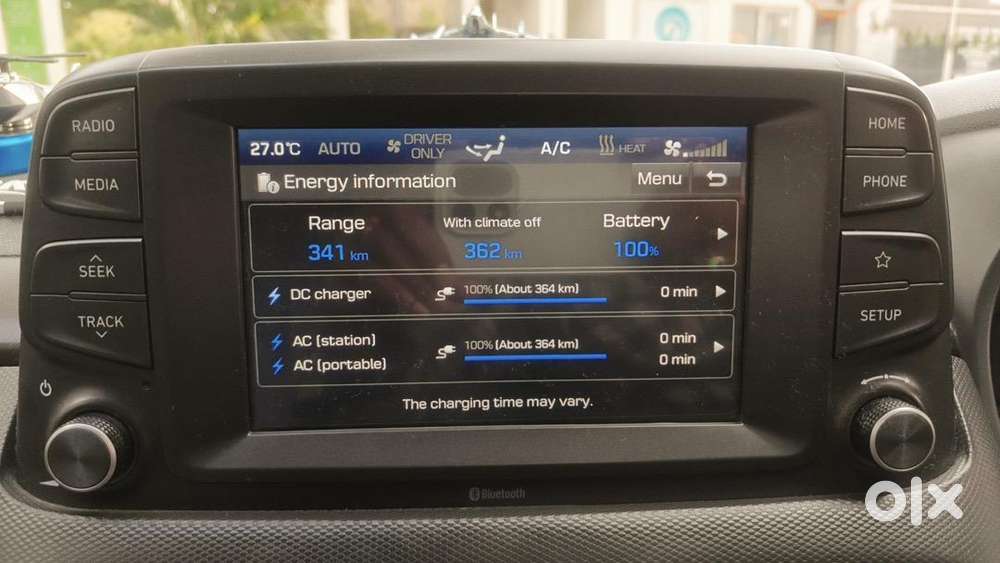 RADIO
MEDIA
SEEK
TRACK
27.0°C AUTO DRIVER ONLY A/C HEAT
Energy information Menu
Range With climate off Battery
341 km 362 km 100%
DC charger 100% (About 364 km) 0 min
AC (station) 0 min
100% (About 364 km)
AC (portable) 0 min
The charging time may vary.
HOME
PHONE
SETUP
Bluetooth
olx